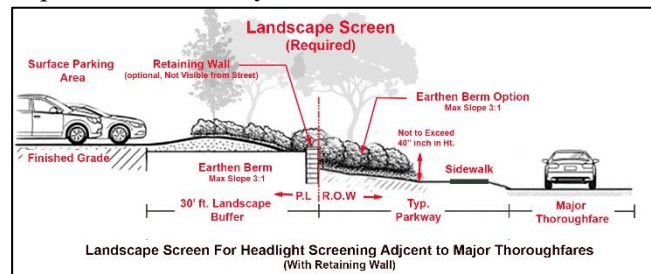 Landscape Screen
(Required)
Surface Parking
Area
Retaining Wall
(optional, Not Visible from Street)
Earthen Berm Option
Max Slope 3:1
Not to Exceed
40" inch in Ht.
Sidewalk
Finished Grade
Earthen Berm
Max Slope 3:1
P.L R.O.W
30' ft. Landscape
Buffer
Typ.
Parkway
Major
Thoroughfare
Landscape Screen For Headlight Screening Adjcent to Major Thoroughfares
(With Retaining Wall)